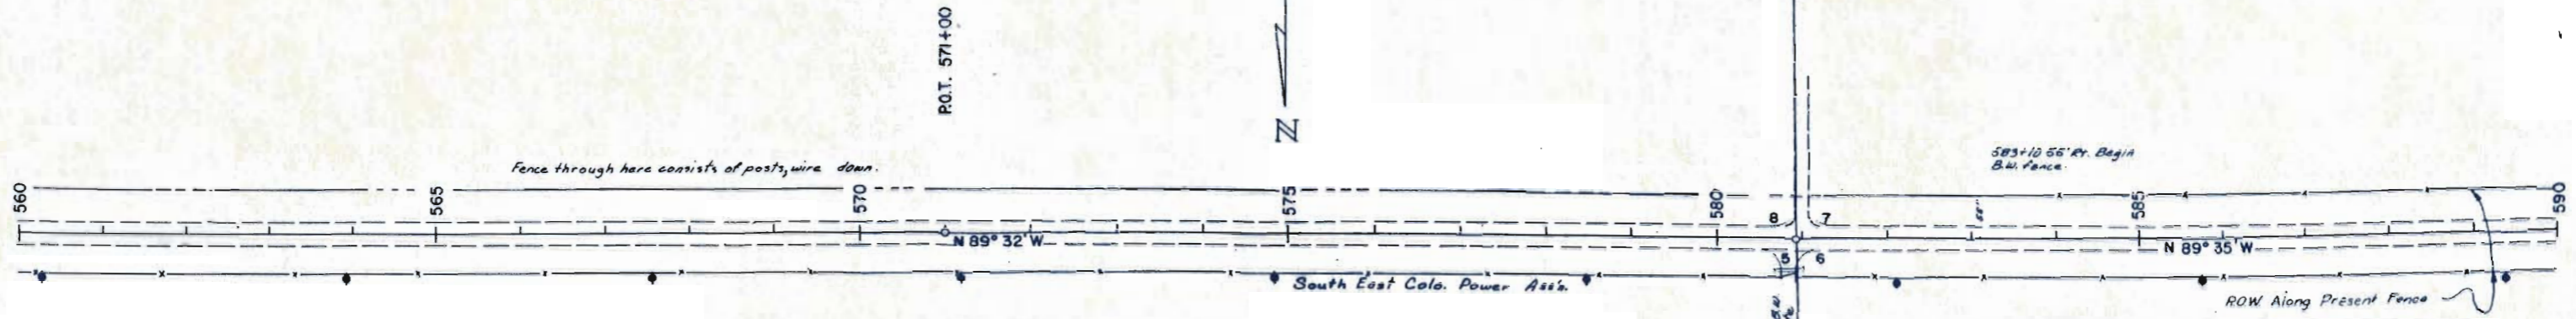 P.O.T. 571+00
N
Fence through here consists of posts, wire down.
583+10 55' Rt. Begin
B.W. fence.
560
565
570
575
580
585
590
8
7
N 89° 32' W
N 89° 35' W
5
6
South East Colo. Power Ass'n.
R.O.W. Along Present Fence